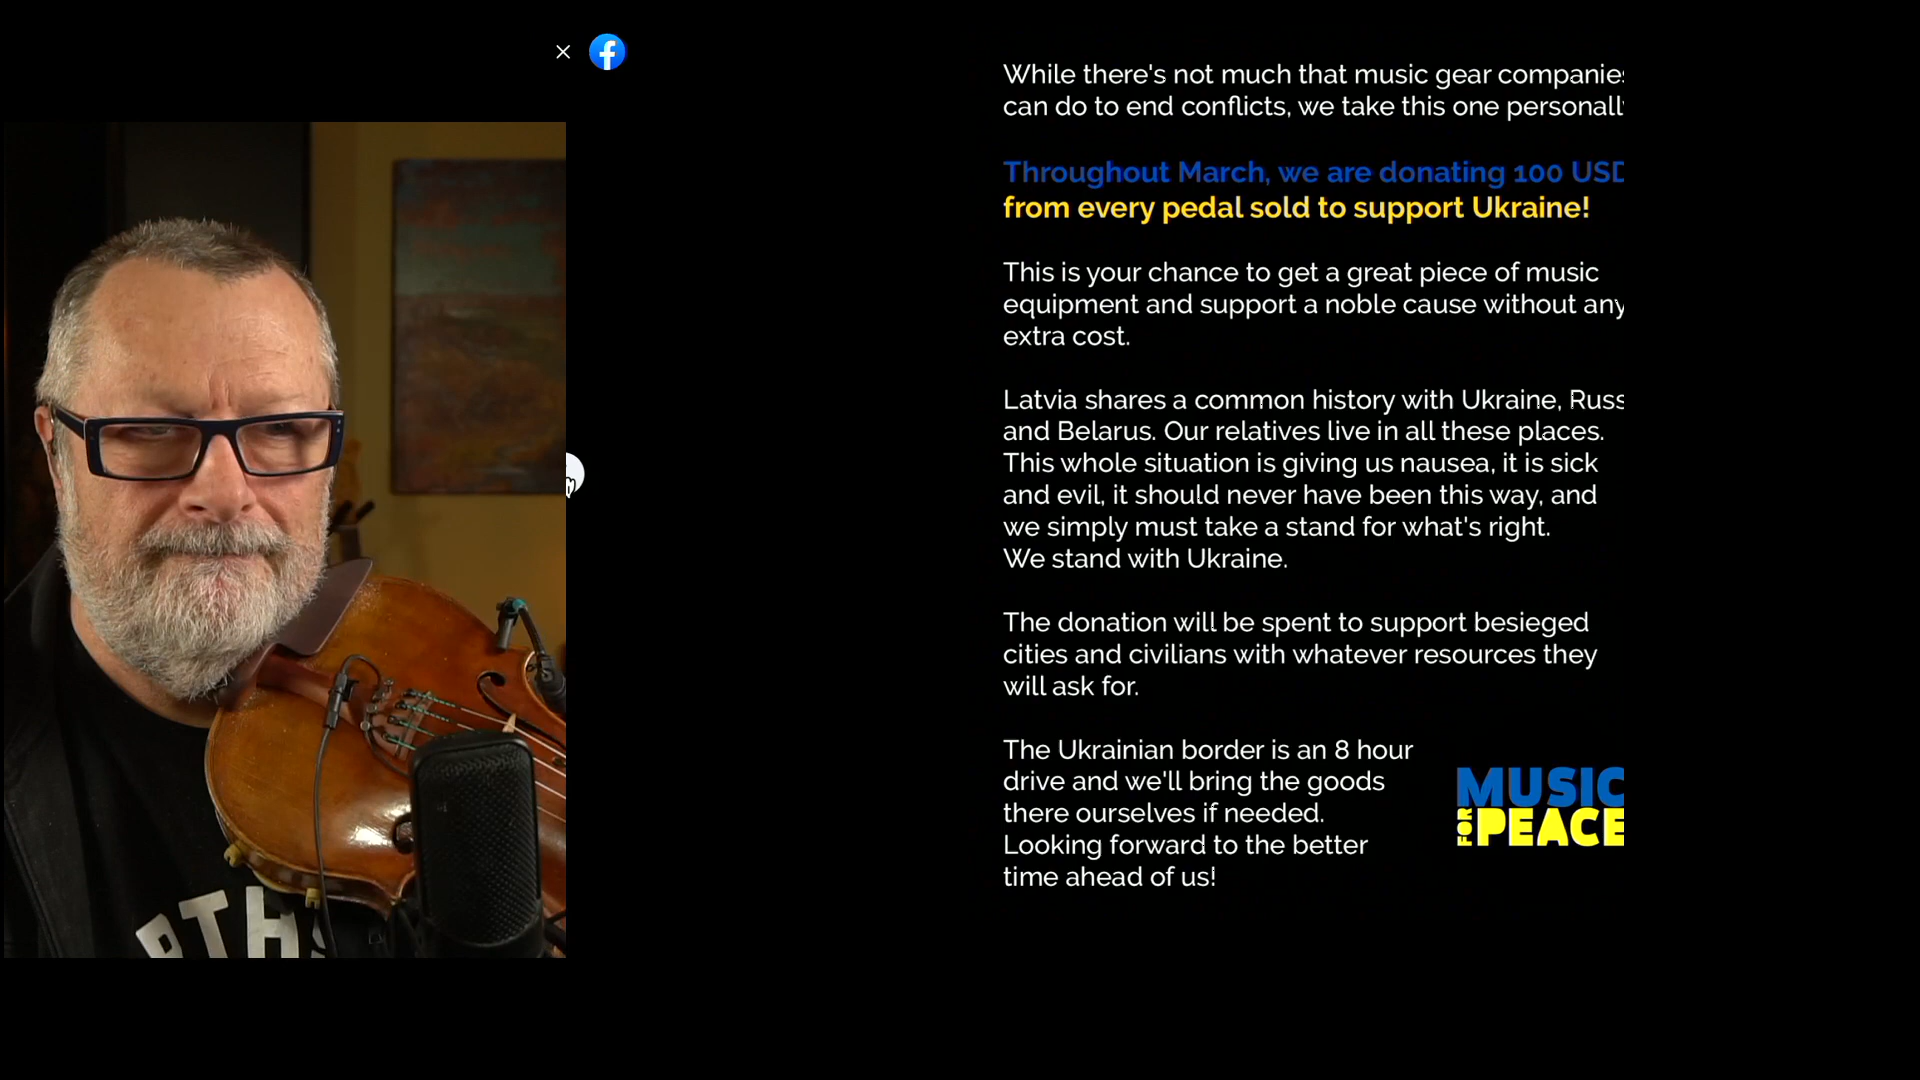 While there's not much that music gear companies
can do to end conflicts, we take this one personally
Throughout March, we are donating 100 USD
from every pedal sold to support Ukraine!
This is your chance to get a great piece of music
equipment and support a noble cause without any
extra cost.
Latvia shares a common history with Ukraine, Russ
and Belarus. Our relatives live in all these places.
This whole situation is giving us nausea, it is sick
and evil, it should never have been this way, and
we simply must take a stand for what's right.
We stand with Ukraine.
The donation will be spent to support besieged
cities and civilians with whatever resources they
will ask for.
The Ukrainian border is an 8 hour
drive and we'll bring the goods
there ourselves if needed.
Looking forward to the better
time ahead of us!
MUSIC
FOR PEACE